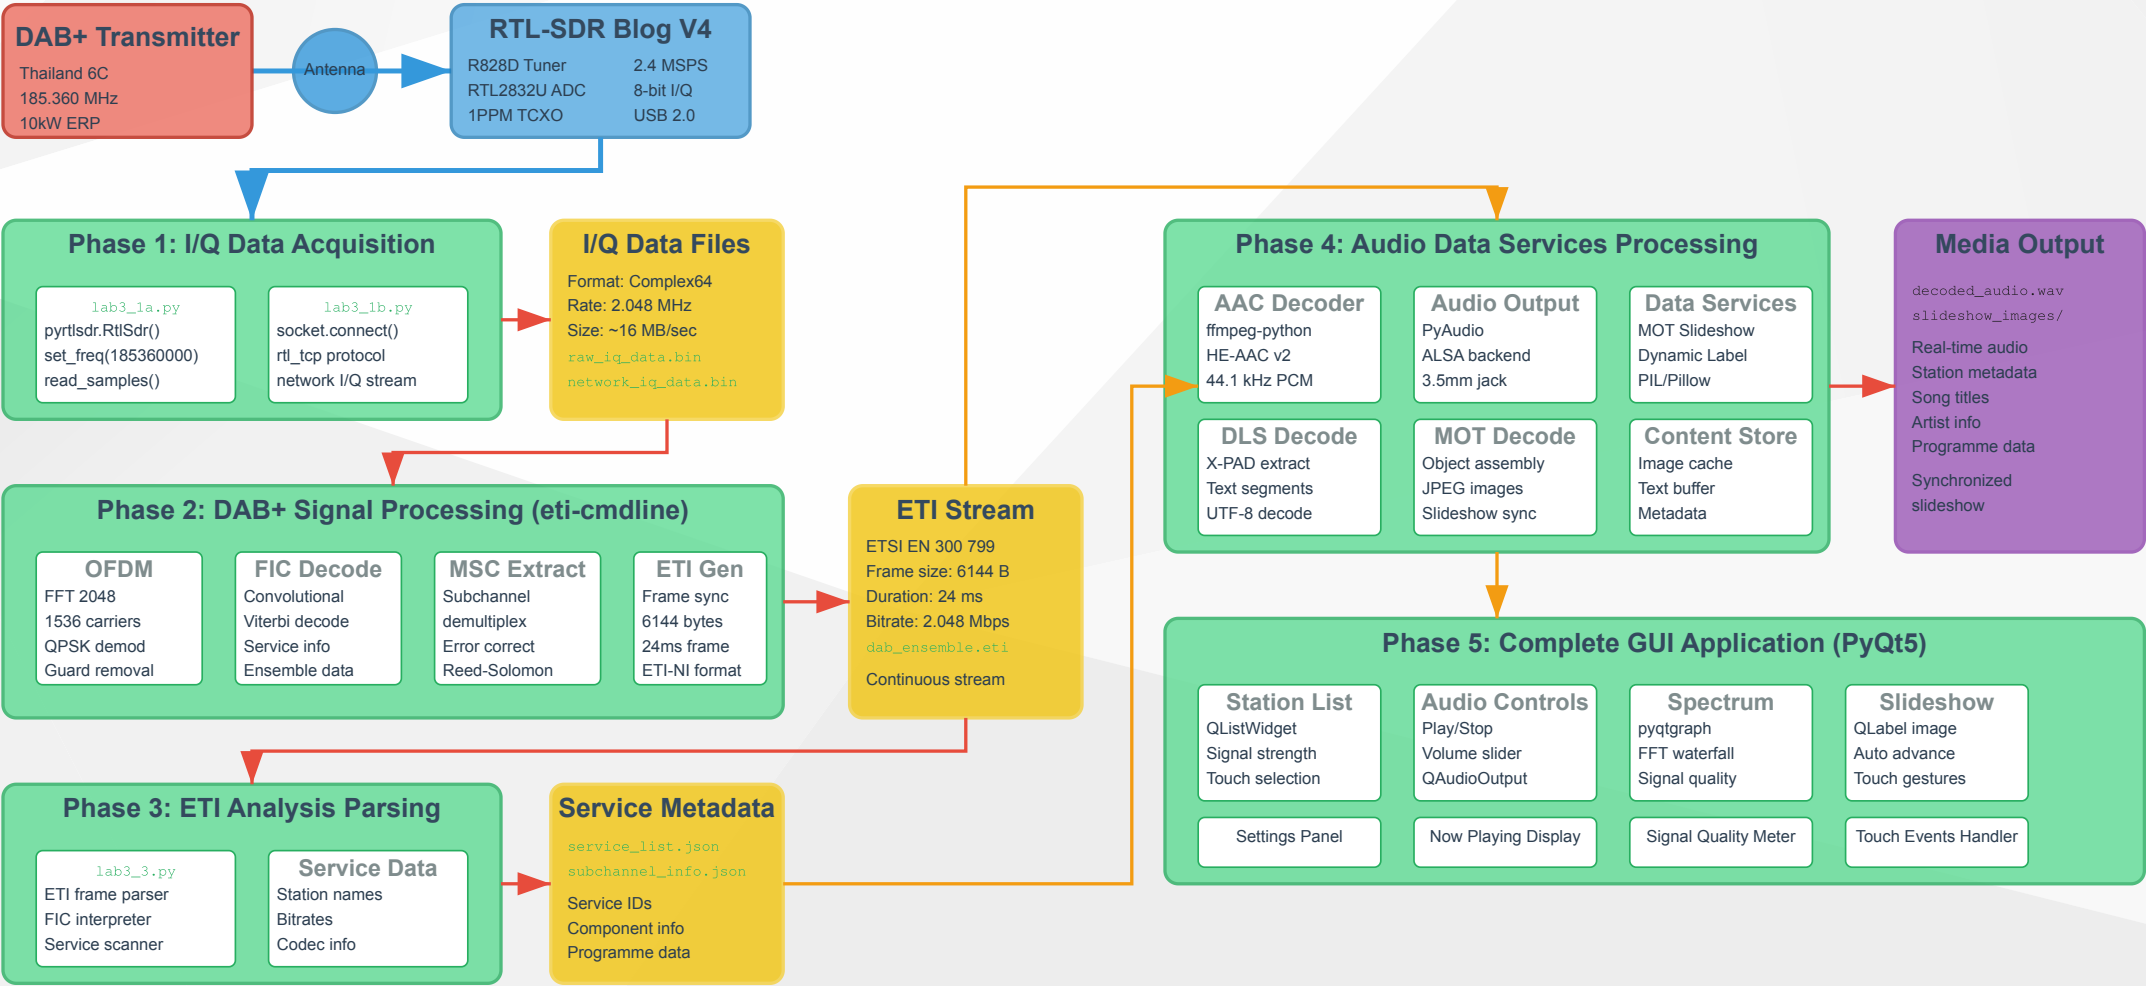 DAB+ Transmitter
Thailand 6C
185.360 MHz
10kW ERP
Antenna
RTL-SDR Blog V4
R828D Tuner
2.4 MSPS
RTL2832U ADC
8-bit I/Q
1PPM TCXO
USB 2.0
Phase 1: I/Q Data Acquisition
lab3_1a.py
pyrtlsdr.RtlSdr()
set_freq(185360000)
read_samples()
lab3_1b.py
socket.connect()
rtl_tcp protocol
network I/Q stream
I/Q Data Files
Format: Complex64
Rate: 2.048 MHz
Size: ~16 MB/sec
raw_iq_data.bin
network_iq_data.bin
Phase 2: DAB+ Signal Processing (eti-cmdline)
OFDM
FFT 2048
1536 carriers
QPSK demod
Guard removal
FIC Decode
Convolutional
Viterbi decode
Service info
Ensemble data
MSC Extract
Subchannel
demultiplex
Error correct
Reed-Solomon
ETI Gen
Frame sync
6144 bytes
24ms frame
ETI-NI format
ETI Stream
ETSI EN 300 799
Frame size: 6144 B
Duration: 24 ms
Bitrate: 2.048 Mbps
dab_ensemble.eti
Continuous stream
Phase 3: ETI Analysis Parsing
lab3_3.py
ETI frame parser
FIC interpreter
Service scanner
Service Data
Station names
Bitrates
Codec info
Service Metadata
service_list.json
subchannel_info.json
Service IDs
Component info
Programme data
Phase 4: Audio Data Services Processing
AAC Decoder
ffmpeg-python
HE-AAC v2
44.1 kHz PCM
Audio Output
PyAudio
ALSA backend
3.5mm jack
Data Services
MOT Slideshow
Dynamic Label
PIL/Pillow
DLS Decode
X-PAD extract
Text segments
UTF-8 decode
MOT Decode
Object assembly
JPEG images
Slideshow sync
Content Store
Image cache
Text buffer
Metadata
Media Output
decoded_audio.wav
slideshow_images/
Real-time audio
Station metadata
Song titles
Artist info
Programme data
Synchronized
slideshow
Phase 5: Complete GUI Application (PyQt5)
Station List
QListWidget
Signal strength
Touch selection
Audio Controls
Play/Stop
Volume slider
QAudioOutput
Spectrum
pyqtgraph
FFT waterfall
Signal quality
Slideshow
QLabel image
Auto advance
Touch gestures
Settings Panel
Now Playing Display
Signal Quality Meter
Touch Events Handler